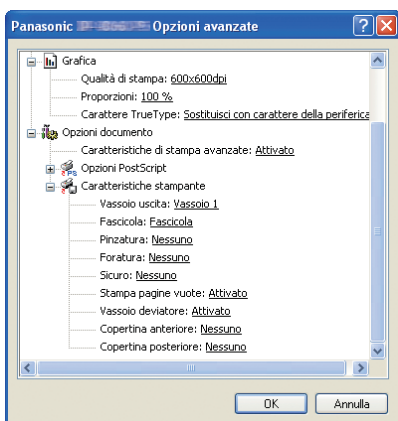 Panasonic Opzioni avanzate
Grafica
Qualità di stampa: 600x600dpi
Proporzioni: 100 %
Carattere TrueType: Sostituisci con carattere della periferica
Opzioni documento
Caratteristiche di stampa avanzate: Attivato
Opzioni PostScript
Caratteristiche stampante
Vassoio uscita: Vassoio 1
Fascicola: Fascicola
Pinzatura: Nessuno
Foratura: Nessuno
Sicuro: Nessuno
Stampa pagine vuote: Attivato
Vassoio deviatore: Attivato
Copertina anteriore: Nessuno
Copertina posteriore: Nessuno
OK Annulla